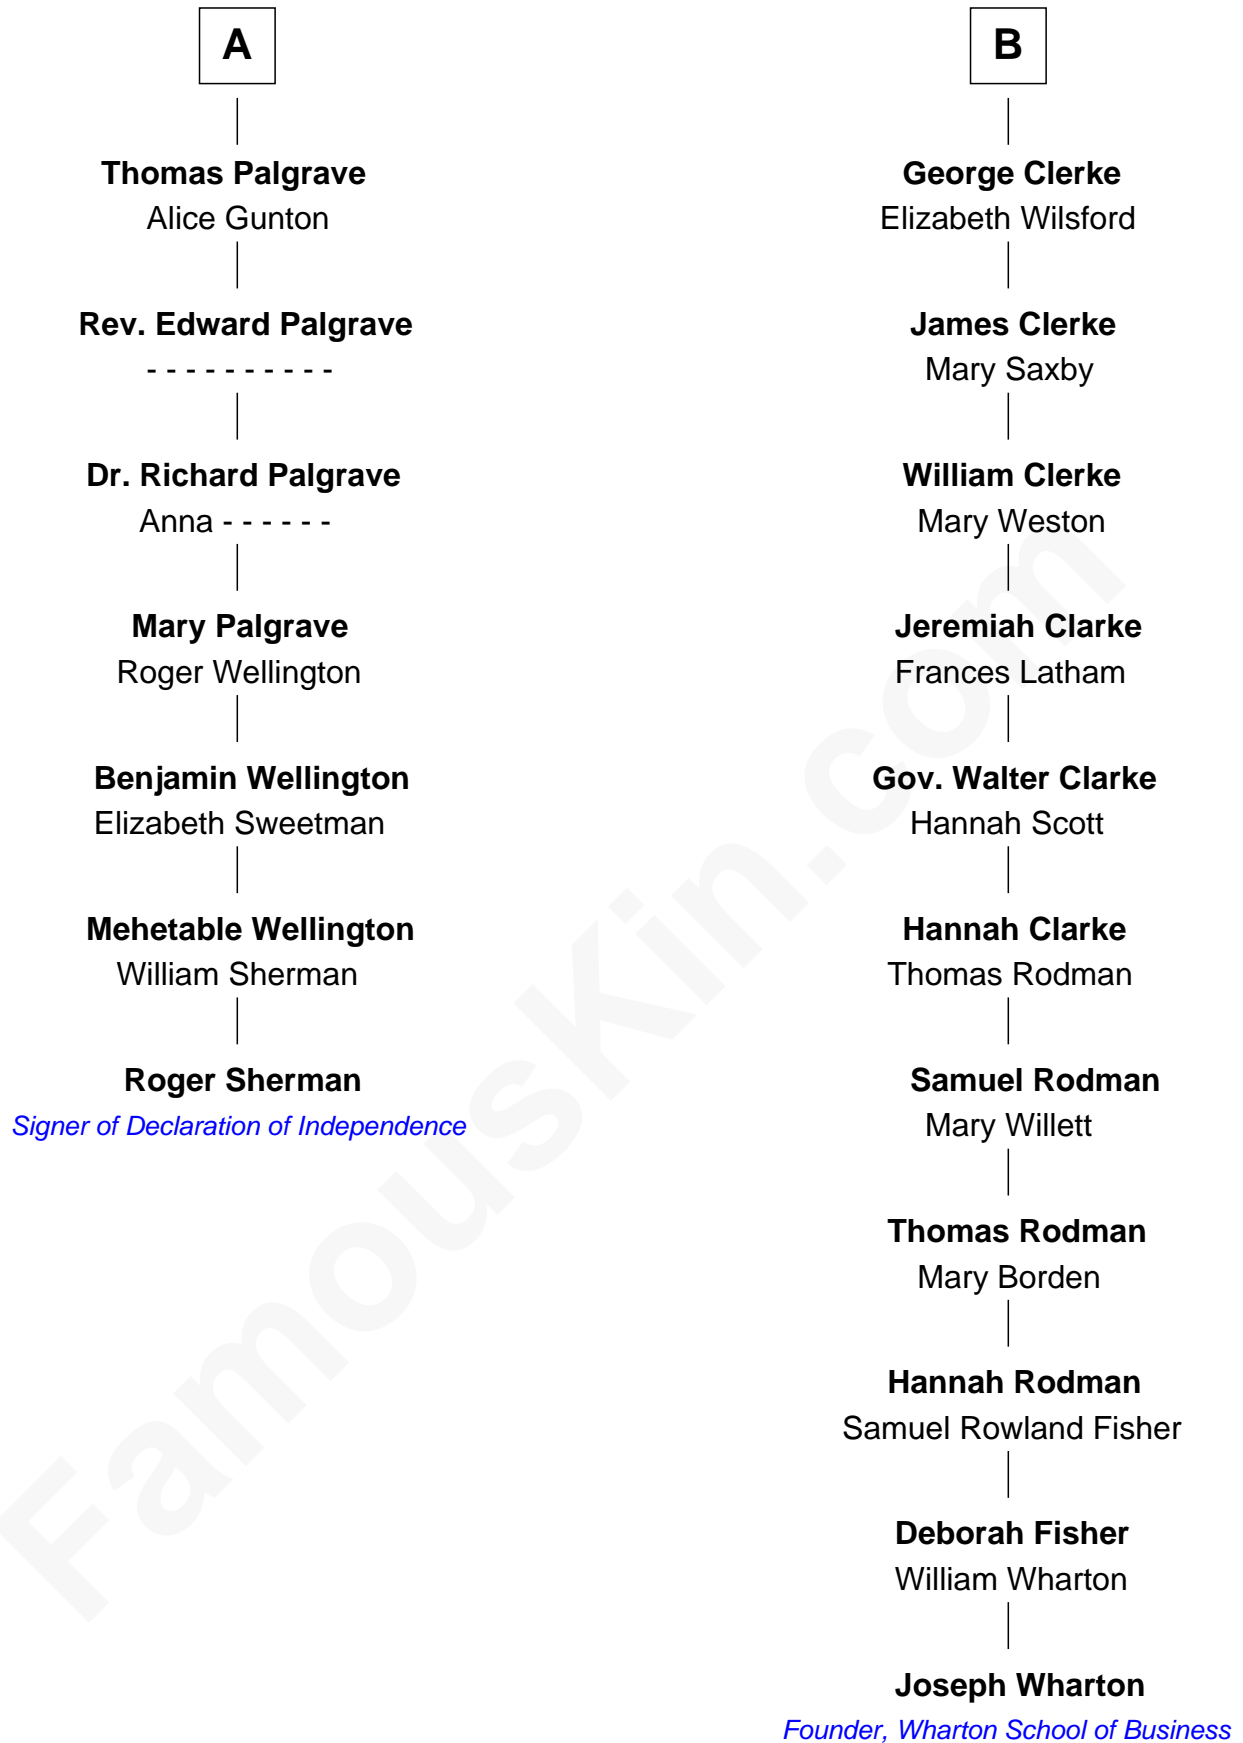 A
Thomas Palgrave
Alice Gunton
Rev. Edward Palgrave
- - - - - - - - - -
Dr. Richard Palgrave
Anna - - - - - -
Mary Palgrave
Roger Wellington
Benjamin Wellington
Elizabeth Sweetman
Mehetable Wellington
William Sherman
Roger Sherman
Signer of Declaration of Independence
B
George Clerke
Elizabeth Wilsford
James Clerke
Mary Saxby
William Clerke
Mary Weston
Jeremiah Clarke
Frances Latham
Gov. Walter Clarke
Hannah Scott
Hannah Clarke
Thomas Rodman
Samuel Rodman
Mary Willett
Thomas Rodman
Mary Borden
Hannah Rodman
Samuel Rowland Fisher
Deborah Fisher
William Wharton
Joseph Wharton
Founder, Wharton School of Business
FamousKin.com